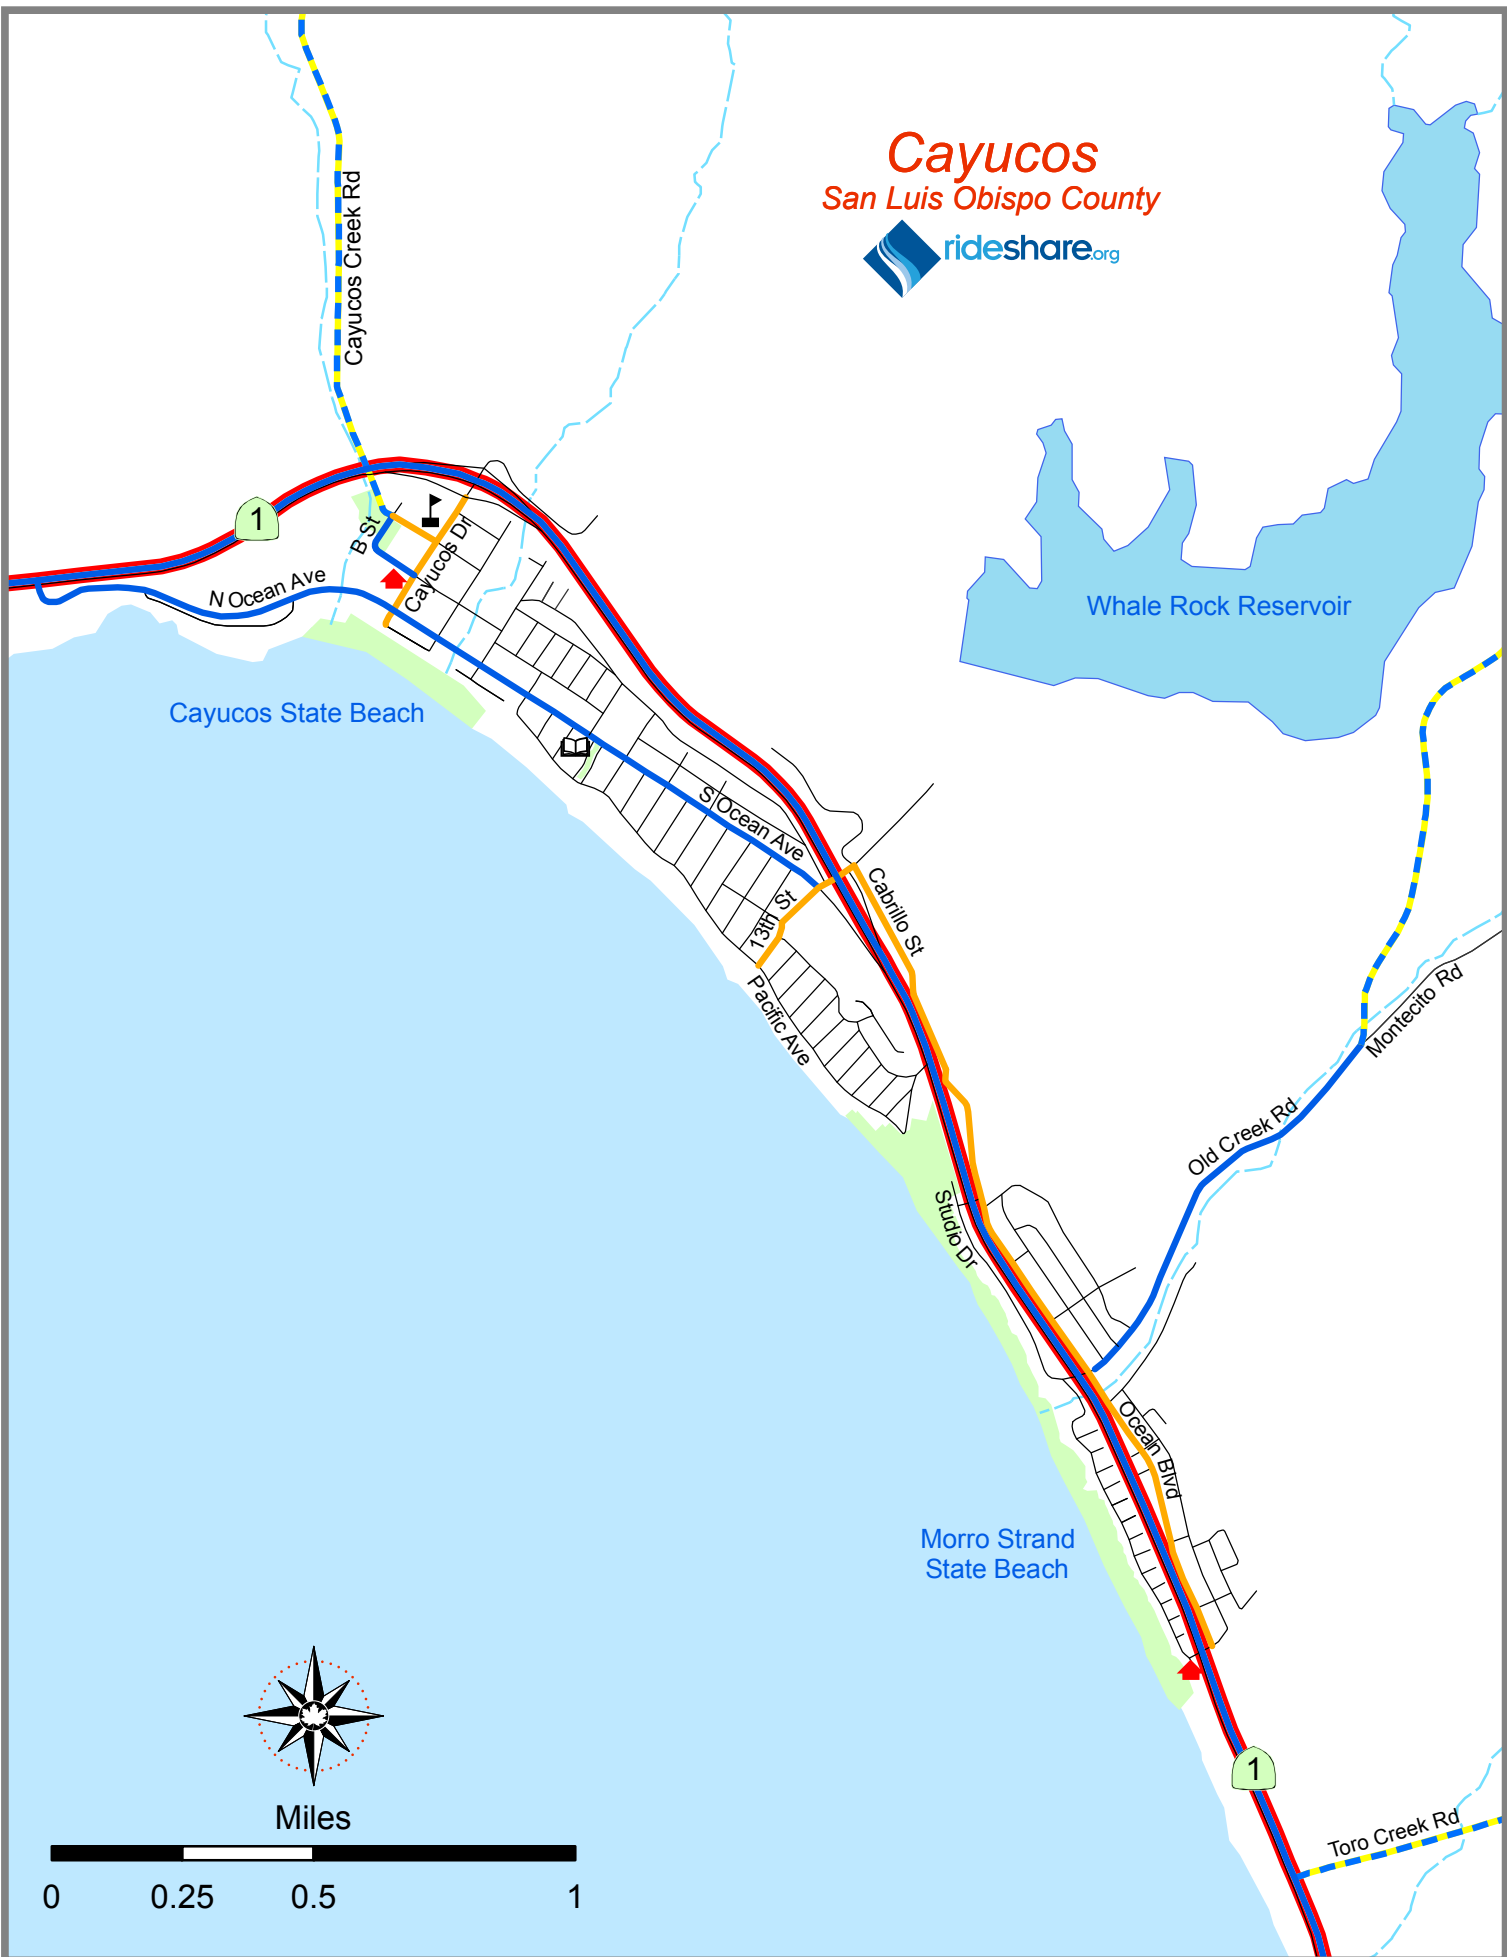 Cayucos
San Luis Obispo County
rideshare.org
Cayucos Creek Rd
1
B St
Cayucos Dr
N Ocean Ave
Whale Rock Reservoir
Cayucos State Beach
S Ocean Ave
13th St
Cabrillo St
Pacific Ave
Montecito Rd
Old Creek Rd
Studio Dr
Ocean Blvd
Morro Strand
State Beach
1
Toro Creek Rd
Miles
0 0.25 0.5 1